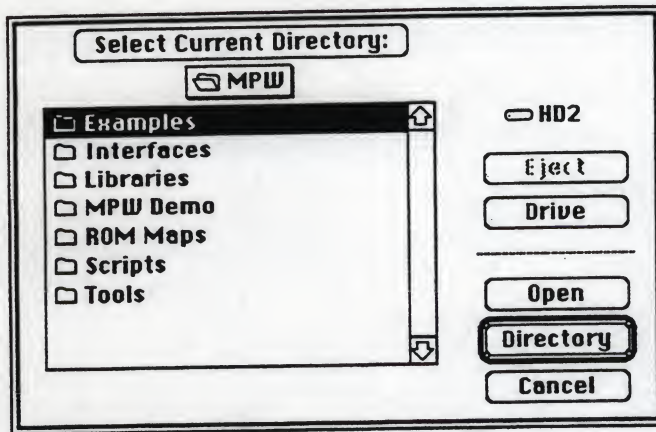 Select Current Directory:
MPW
Examples
Interfaces
Libraries
MPW Demo
ROM Maps
Scripts
Tools
HD2
Eject
Drive
Open
Directory
Cancel